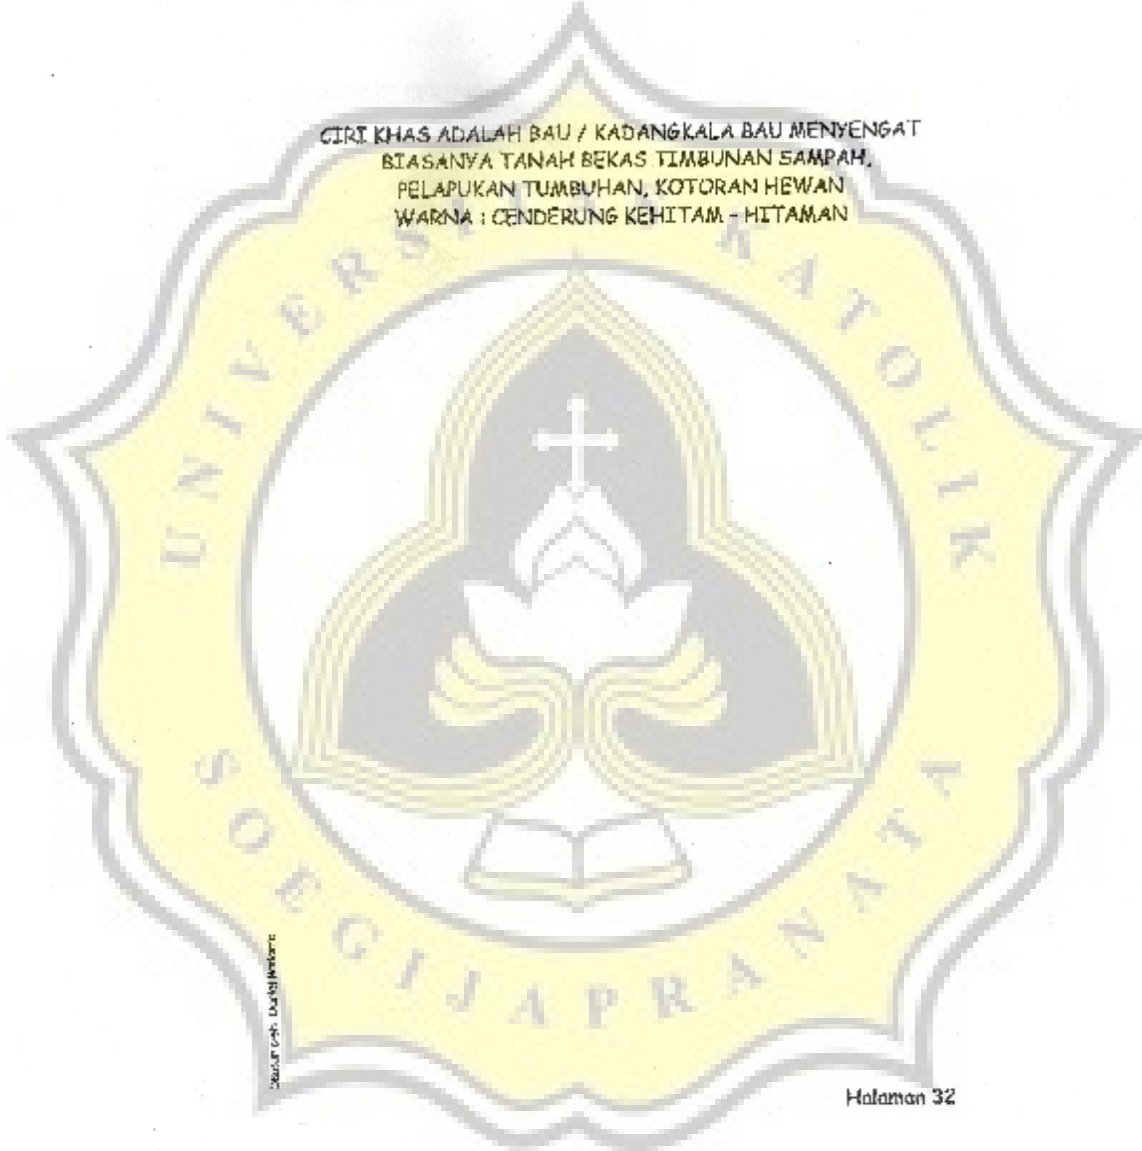 CIRI KHAS ADALAH BAU / KADANGKALA BAU MENYENGAT
BIASANYA TANAH BEKAS TIMBUNAN SAMPAH,
PELAPUKAN TUMBUHAN, KOTORAN HEWAN
WARNA : CENDERUNG KEHITAM - HITAMAN
UNIVERSITAS KATOLIK
SOEGIJAPRANATA
oleh
Halaman 32